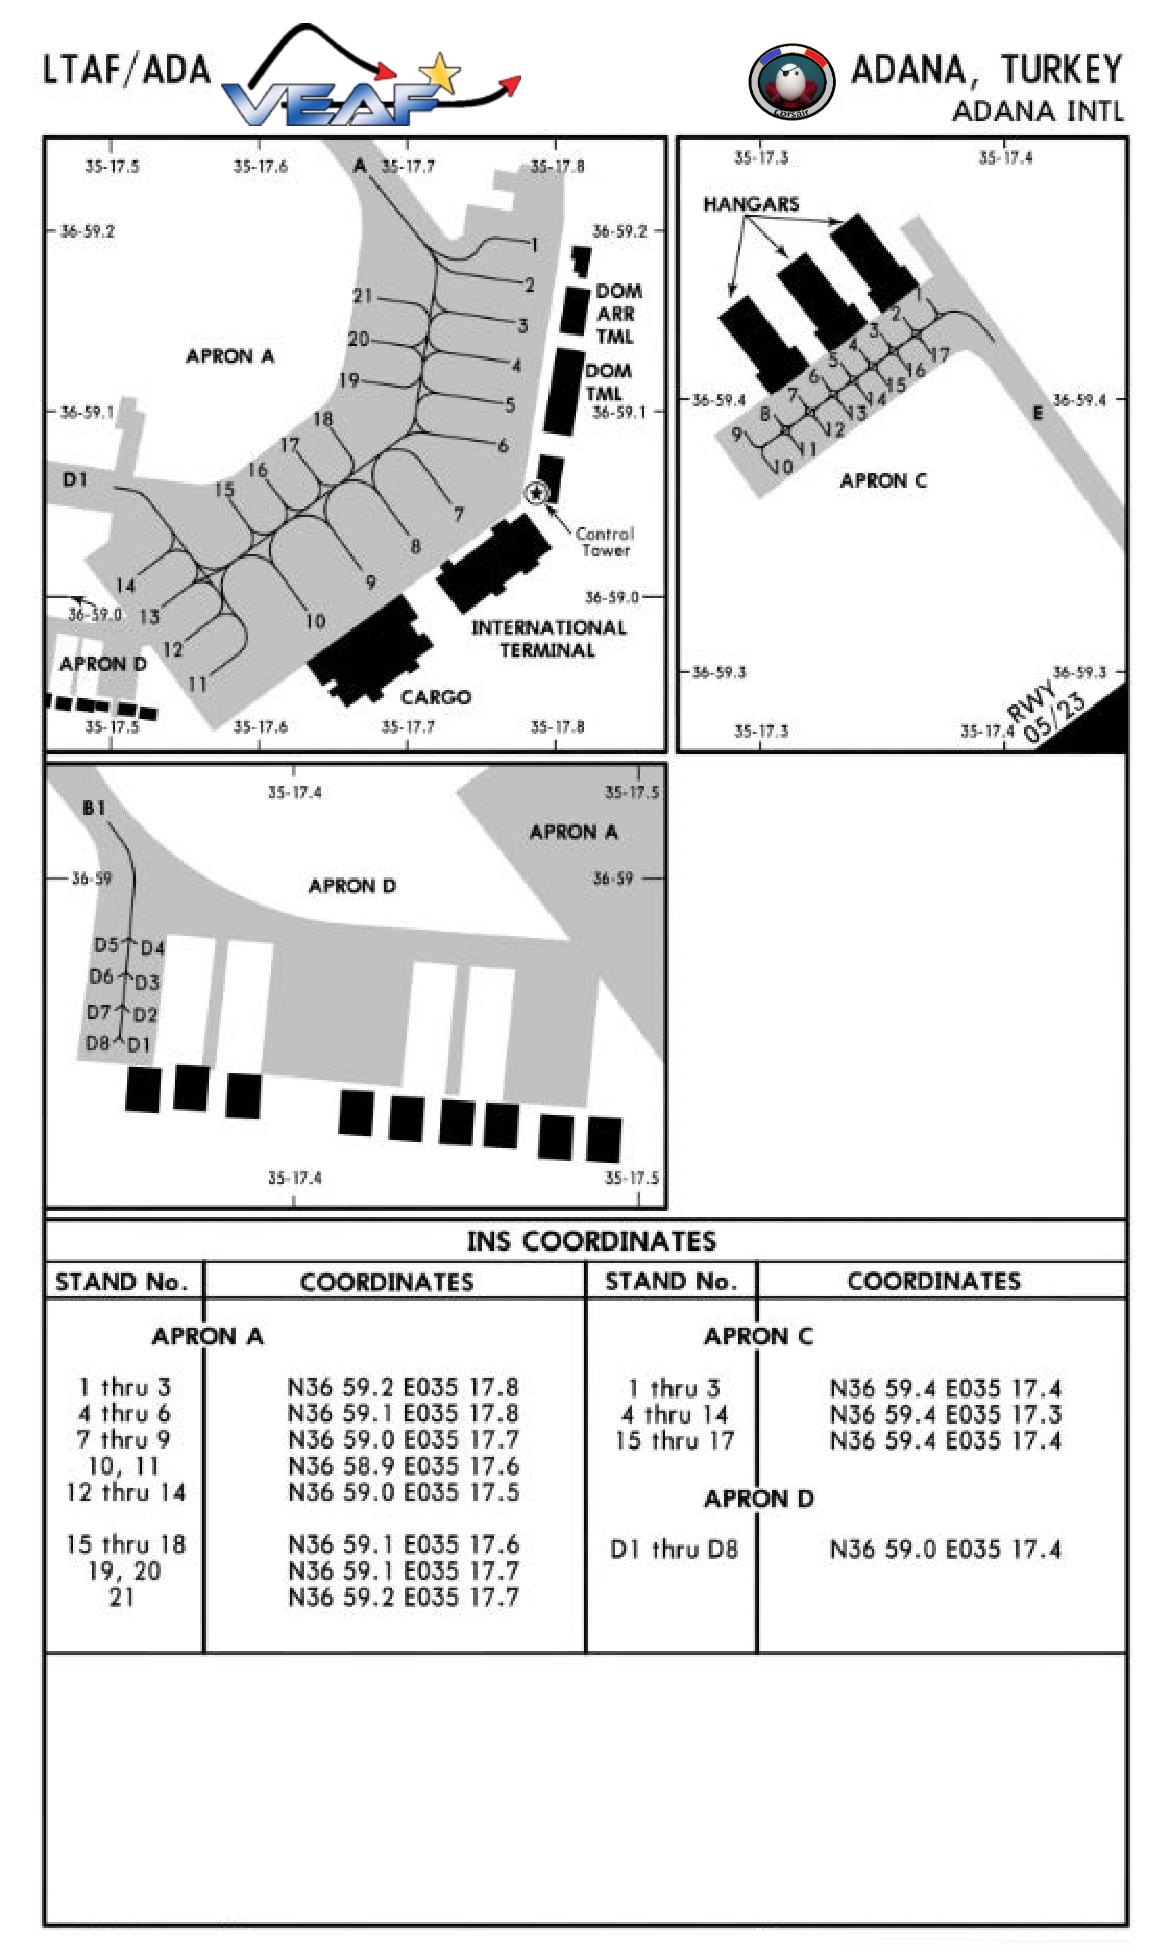 LTAF/ADA
VEAF
Corsair
ADANA, TURKEY
ADANA INTL
35-17.5
35-17.6
A
35-17.7
35-17.8
36-59.2
36-59.2
1
2
21
3
20
4
19
5
18
6
17
16
15
7
8
9
10
14
13
12
11
APRON A
DOM
ARR
TML
DOM
TML
36-59.1
36-59.1
D1
Control
Tower
36-59.0
36-59.0
INTERNATIONAL
TERMINAL
APRON D
CARGO
35-17.5
35-17.6
35-17.7
35-17.8
35-17.3
35-17.4
HANGARS
1
2
3
4
5
6
7
8
9
10
11
12
13
14
15
16
17
36-59.4
36-59.4
E
APRON C
36-59.3
36-59.3
RWY
05/23
35-17.3
35-17.4
35-17.4
35-17.5
B1
APRON A
36-59
APRON D
36-59
D5 D4
D6 D3
D7 D2
D8 D1
35-17.4
35-17.5
INS COORDINATES
STAND No. COORDINATES STAND No. COORDINATES
APRON A APRON C
1 thru 3 N36 59.2 E035 17.8 1 thru 3 N36 59.4 E035 17.4
4 thru 6 N36 59.1 E035 17.8 4 thru 14 N36 59.4 E035 17.3
7 thru 9 N36 59.0 E035 17.7 15 thru 17 N36 59.4 E035 17.4
10, 11 N36 58.9 E035 17.6
12 thru 14 N36 59.0 E035 17.5 APRON D
15 thru 18 N36 59.1 E035 17.6 D1 thru D8 N36 59.0 E035 17.4
19, 20 N36 59.1 E035 17.7
21 N36 59.2 E035 17.7